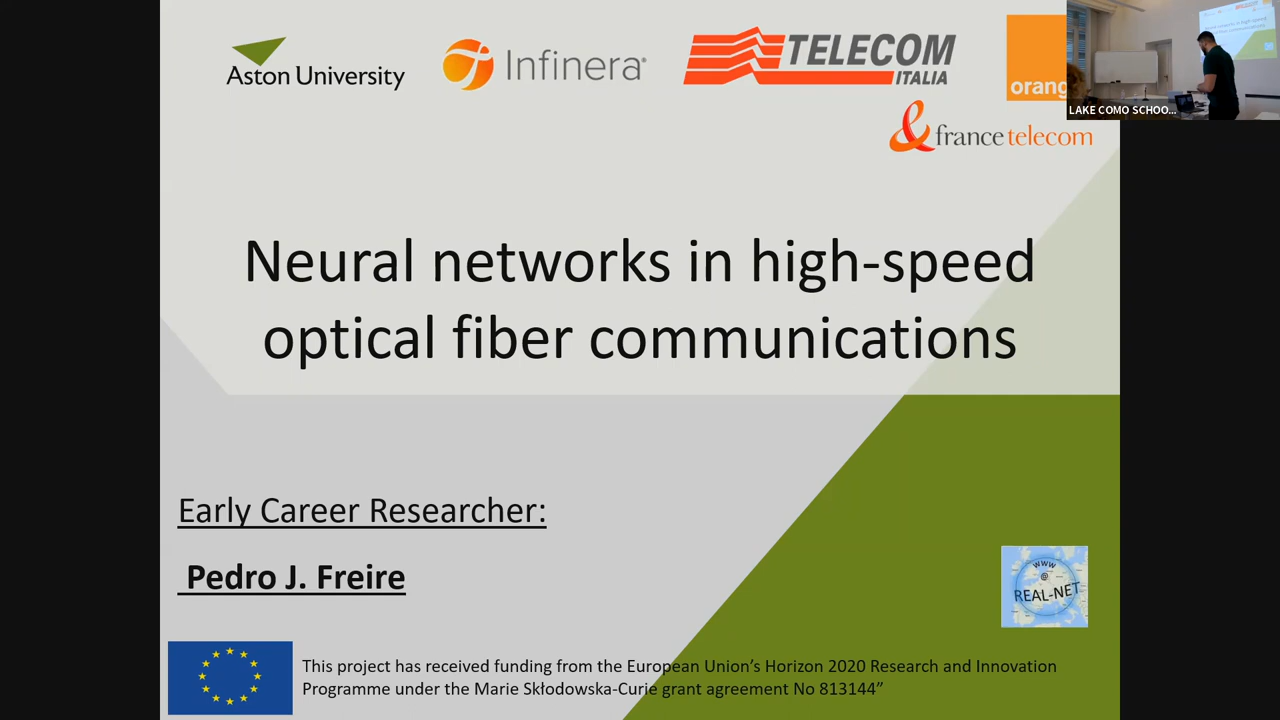 Aston University
Infinera
TELECOM
ITALIA
orang
france telecom
LAKE COMO SCHOO...
Neural networks in high-speed
optical fiber communications
Early Career Researcher:
Pedro J. Freire
WWW
@
REAL-NET
This project has received funding from the European Union's Horizon 2020 Research and Innovation
Programme under the Marie Skłodowska-Curie grant agreement No 813144"